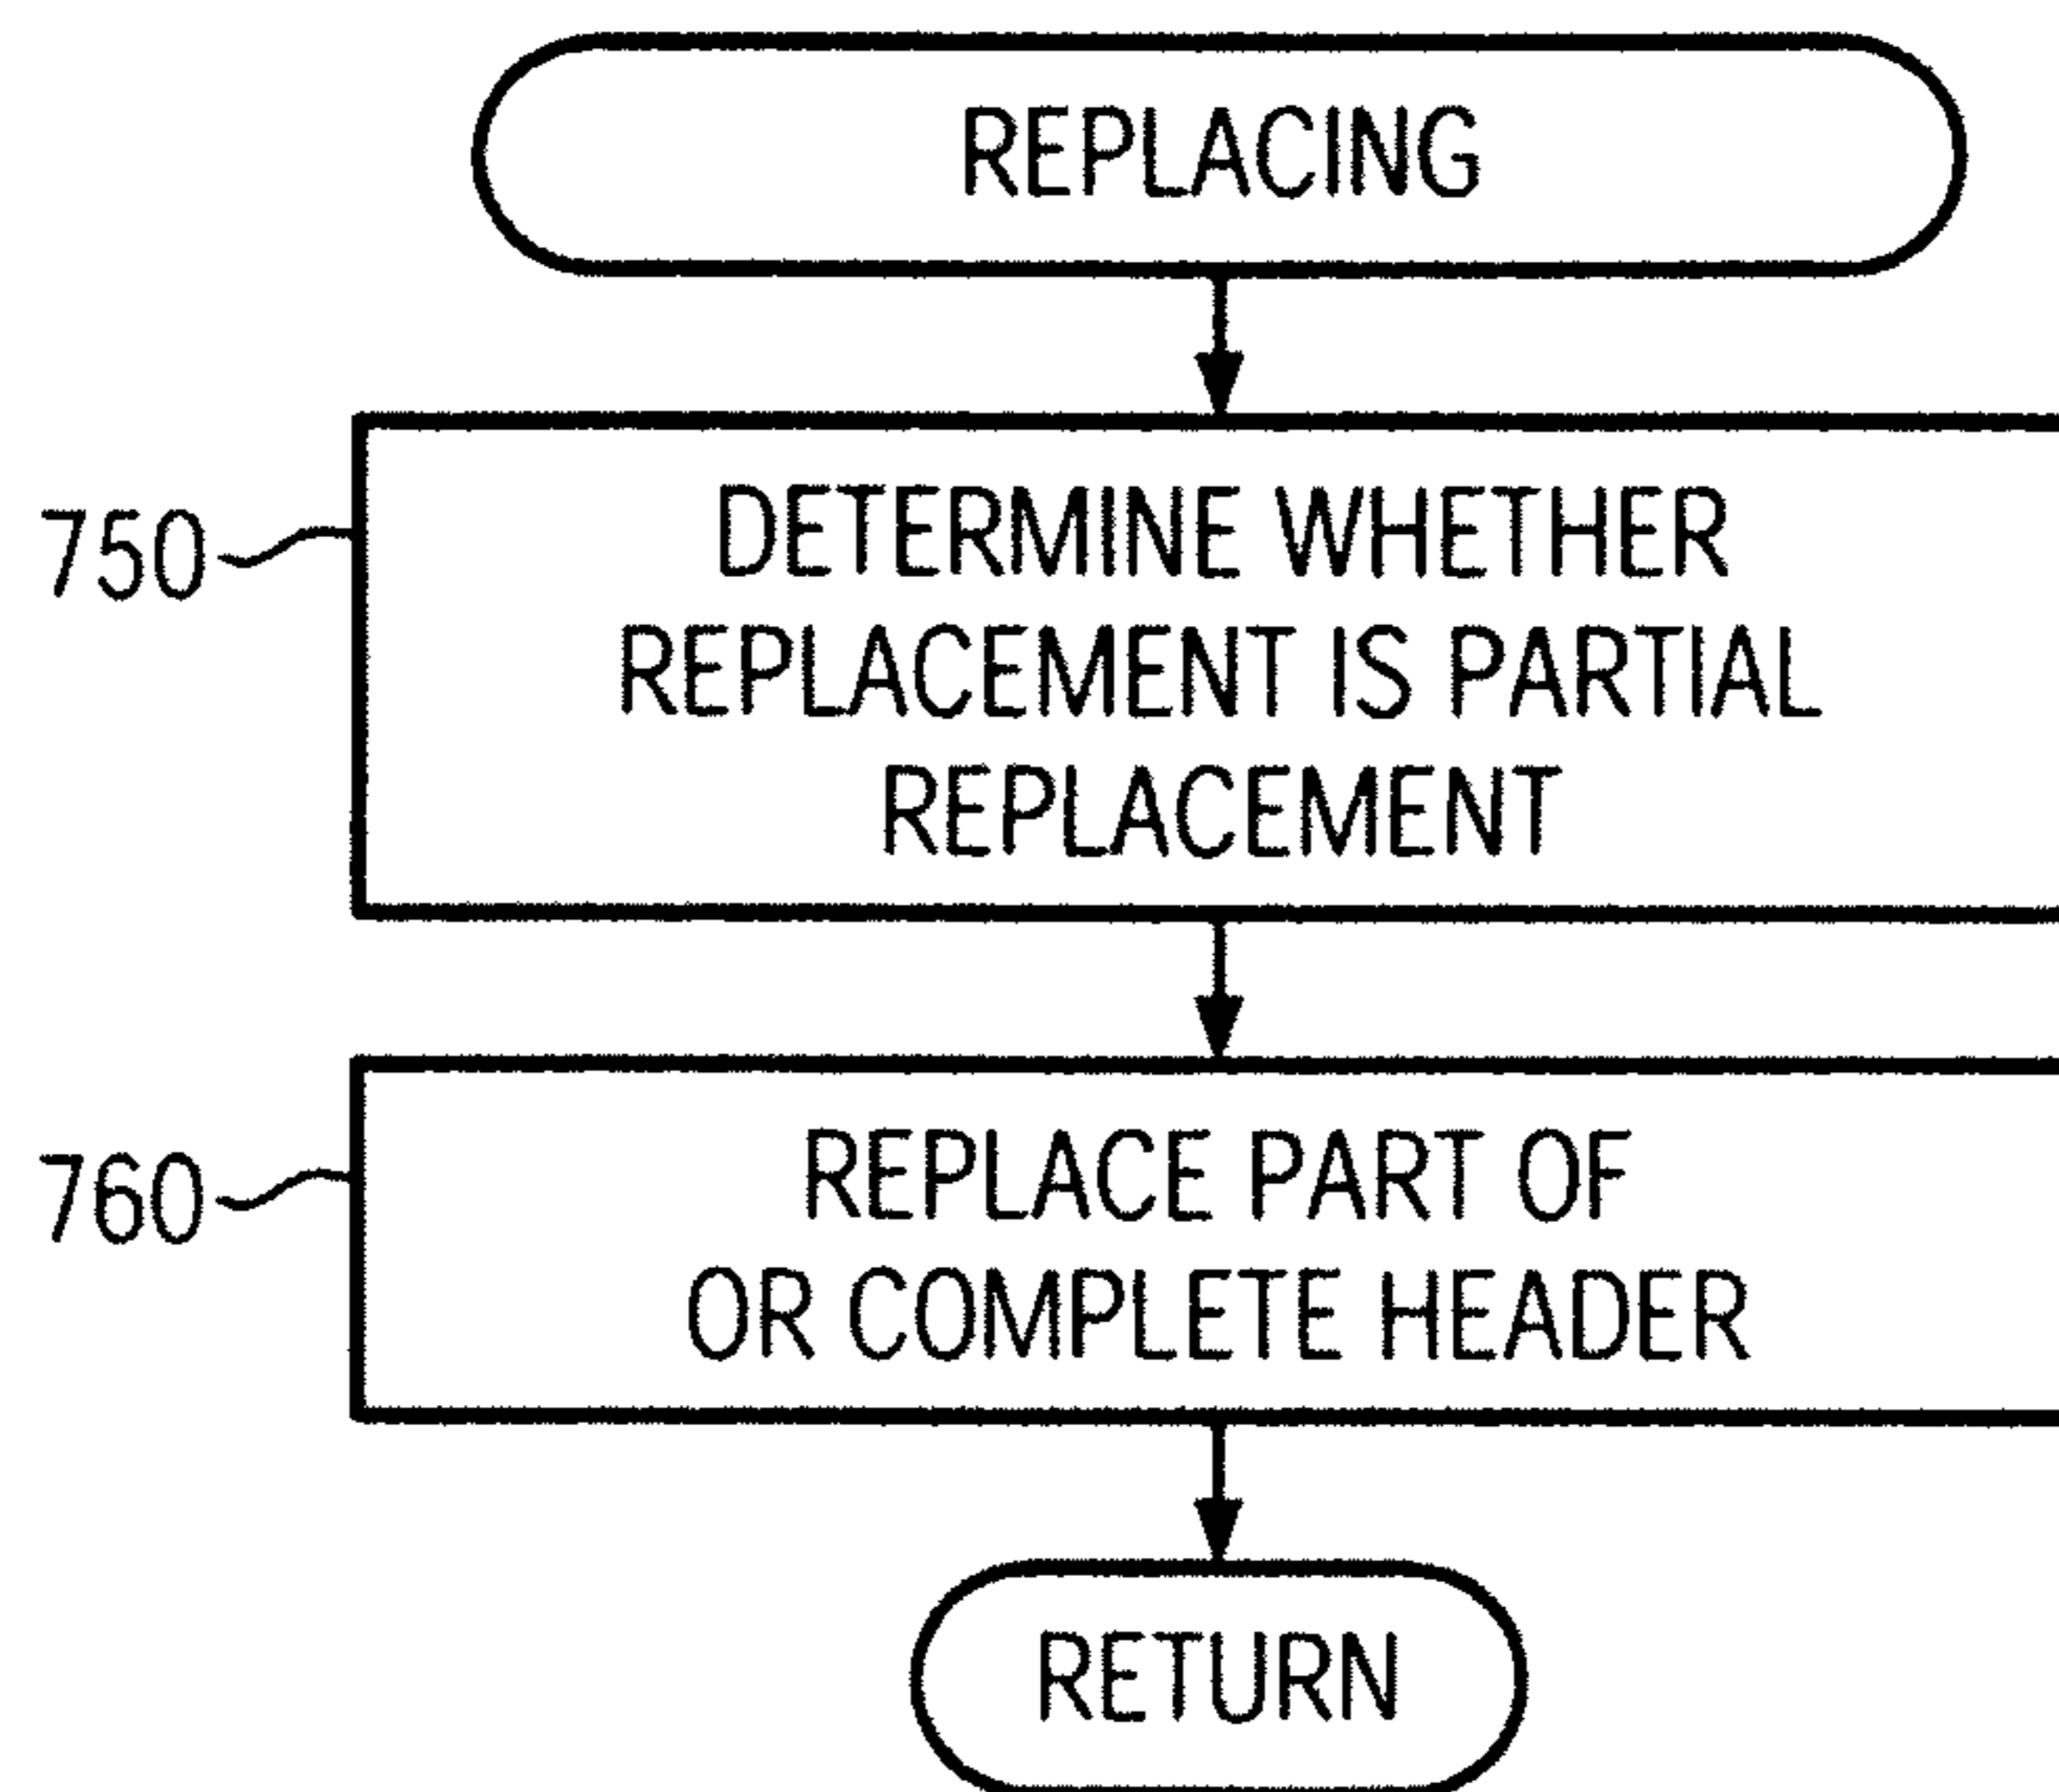 REPLACING
750
DETERMINE WHETHER
REPLACEMENT IS PARTIAL
REPLACEMENT
760
REPLACE PART OF
OR COMPLETE HEADER
RETURN